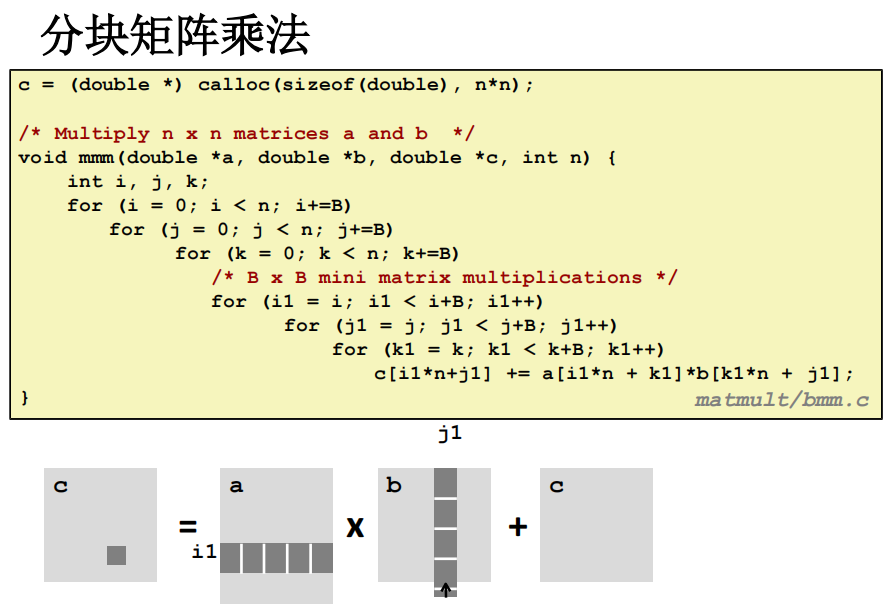 分块矩阵乘法
c = (double *) calloc(sizeof(double), n*n);
/* Multiply n x n matrices a and b  */
void mmm(double *a, double *b, double *c, int n) {
    int i, j, k;
    for (i = 0; i < n; i+=B)
        for (j = 0; j < n; j+=B)
            for (k = 0; k < n; k+=B)
                /* B x B mini matrix multiplications */
                for (i1 = i; i1 < i+B; i1++)
                    for (j1 = j; j1 < j+B; j1++)
                        for (k1 = k; k1 < k+B; k1++)
                            c[i1*n+j1] += a[i1*n + k1]*b[k1*n + j1];
}
matmult/bmm.c
j1
c
a
b
c
= x +
i1